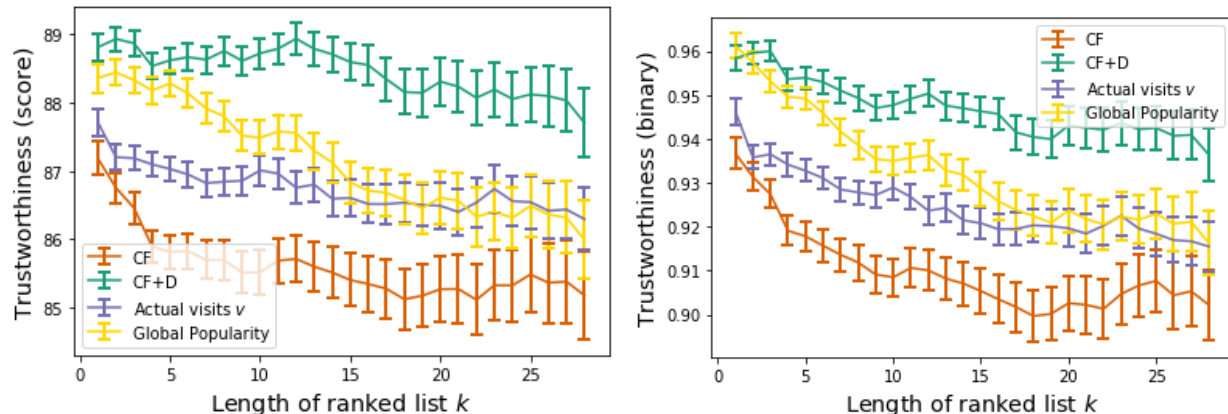 Trustworthiness (score)
89
88
87
86
85
CF
CF+D
Actual visits v
Global Popularity
0
5
10
15
20
25
Length of ranked list k
Trustworthiness (binary)
0.96
0.95
0.94
0.93
0.92
0.91
0.90
CF
CF+D
Actual visits v
Global Popularity
0
5
10
15
20
25
Length of ranked list k